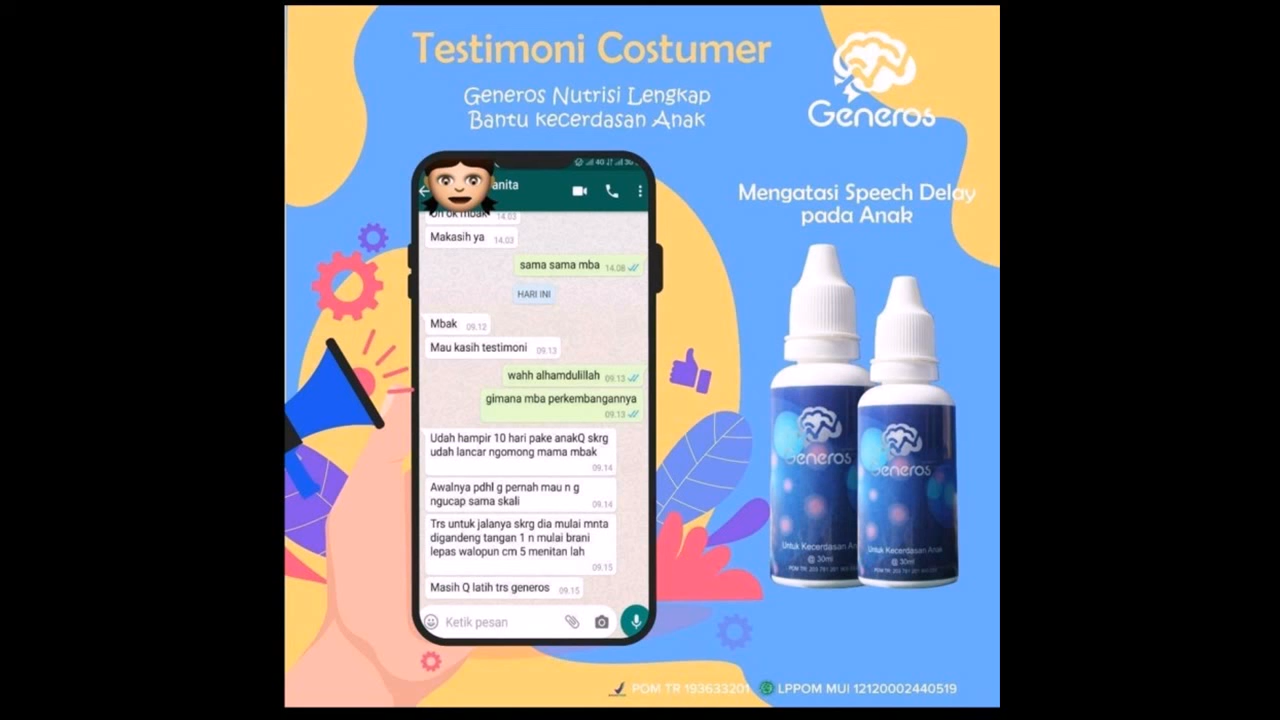 Testimoni Costumer
Generos Nutrisi Lengkap
Bantu kecerdasan Anak
Generos
Mengatasi Speech Delay
pada Anak
anita
Makasih ya 14.03
sama sama mba 14.08
HARI INI
Mbak 09.12
Mau kasih testimoni 09.13
wahh alhamdulillah 09.13
gimana mba perkembangannya
09.13
Udah hampir 10 hari pake anakQ skrg
udah lancar ngomong mama mbak
09.14
Awalnya pdhl g pernah mau n g
ngucap sama skali 09.14
Trs untuk jalanya skrg dia mulai mnta
digandeng tangan 1 n mulai brani
lepas walopun cm 5 menitan lah
09.15
Masih Q latih trs generos 09.15
Ketik pesan
Generos
Untuk Kecerdasan An
@ 30ml
Generos
Untuk Kecerdasan Anak
@ 30ml
POM TR 193633201
LPPOM MUI 12120002440519